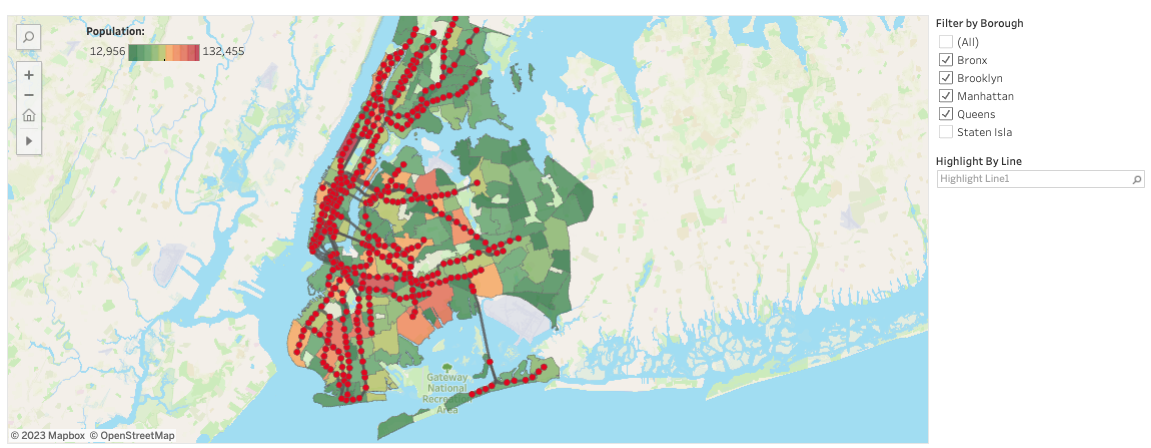 Population:
12,956 132,455
+
−
Gateway
National
Recreation
Area
© 2023 Mapbox © OpenStreetMap
Filter by Borough
(All)
Bronx
Brooklyn
Manhattan
Queens
Staten Isla
Highlight By Line
Highlight Line1